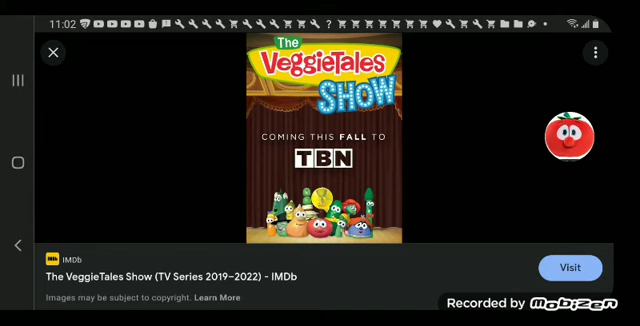 11:02
The
VeggieTales
SHOW
COMING THIS FALL TO
TBN
IMDb
The VeggieTales Show (TV Series 2019–2022) - IMDb
Visit
Images may be subject to copyright. Learn More
Recorded by Mobizen